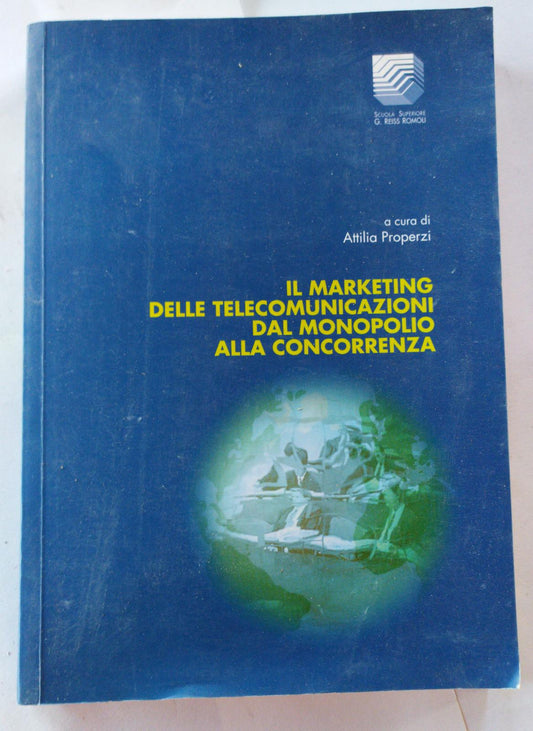 SCUOLA SUPERIORE
G. REISS ROMOLI
a cura di
Attilia Properzi
IL MARKETING
DELLE TELECOMUNICAZIONI
DAL MONOPOLIO
ALLA CONCORRENZA